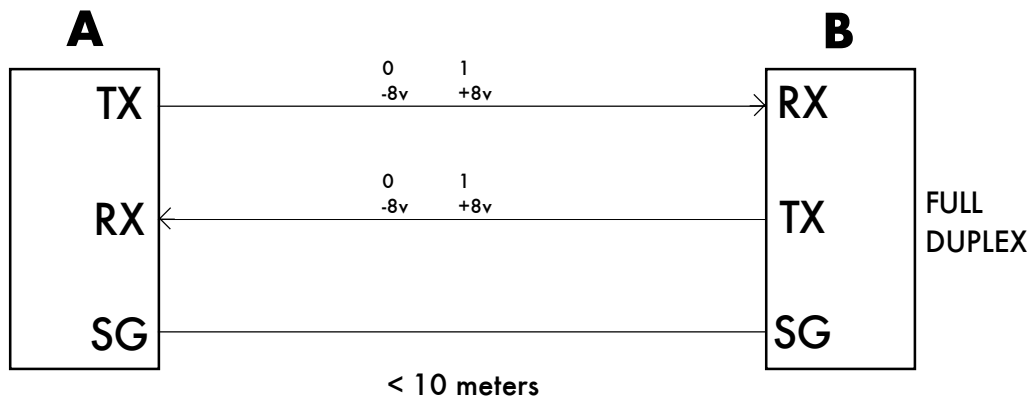 A
B
0 1
-8v +8v
TX
RX
0 1
-8v +8v
RX
TX
FULL
DUPLEX
SG
SG
< 10 meters